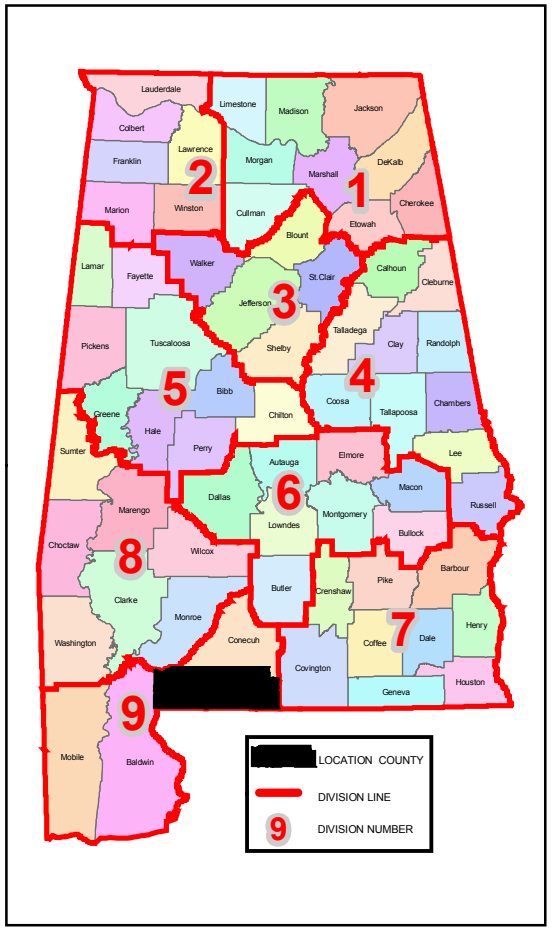 Lauderdale
Limestone
Madison
Jackson
Colbert
Lawrence
Franklin
Morgan
Marshall
DeKalb
2
1
Marion
Winston
Cullman
Cherokee
Etowah
Blount
Lamar
Fayette
Walker
St.Clair
Calhoun
Cleburne
Jefferson
3
Talladega
Pickens
Tuscaloosa
Shelby
Clay
Randolph
5
4
Bibb
Greene
Hale
Chilton
Coosa
Tallapoosa
Chambers
Sumter
Perry
Autauga
Elmore
Lee
Dallas
6
Macon
Russell
Marengo
Lowndes
Montgomery
Bullock
Choctaw
8
Wilcox
Clarke
Butler
Crenshaw
Pike
Barbour
Monroe
7
Henry
Washington
Conecuh
Coffee
Dale
Covington
Houston
Geneva
9
Mobile
Baldwin
LOCATION COUNTY
DIVISION LINE
9
DIVISION NUMBER